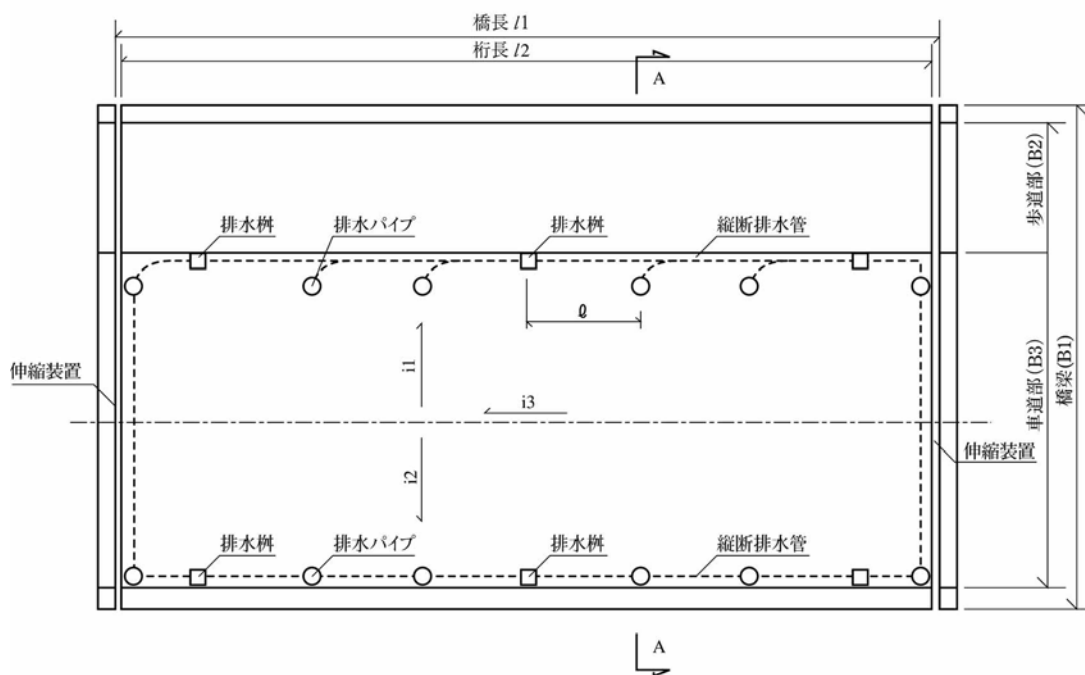 橋長 l1
桁長 l2
A
排水桝
排水パイプ
排水桝
縦断排水管
歩道部(B2)
ℓ
伸縮装置
i1
i3
i2
車道部(B3)
橋梁(B1)
伸縮装置
排水桝
排水パイプ
排水桝
縦断排水管
A